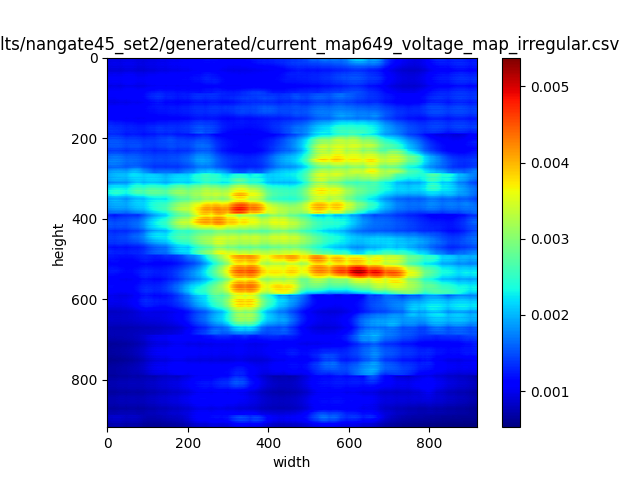 lts/nangate45_set2/generated/current_map649_voltage_map_irregular.csv
0
200
400
600
800
height
0 200 400 600 800
width
0.005
0.004
0.003
0.002
0.001